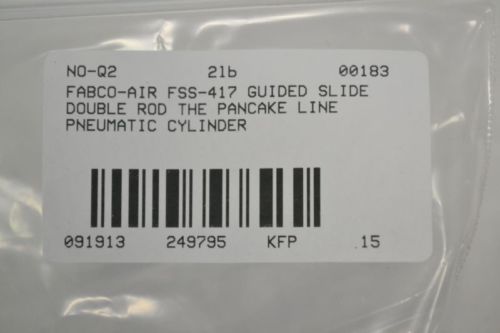 NO-Q2 2lb 00183
FABCO-AIR FSS-417 GUIDED SLIDE
DOUBLE ROD THE PANCAKE LINE
PNEUMATIC CYLINDER
091913 249795 KFP .15